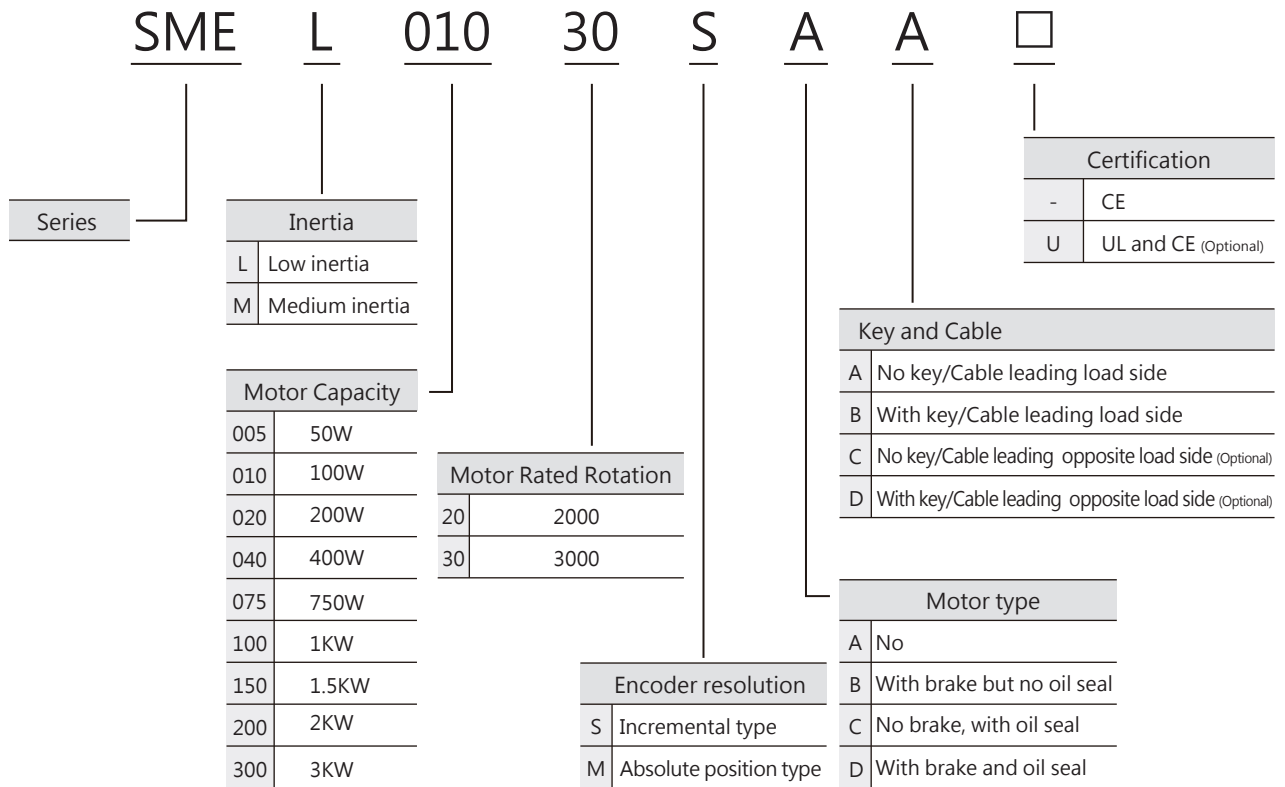 SME L 010 30 S A A □
Series
Inertia
L Low inertia
M Medium inertia
Motor Capacity
005 50W
010 100W
020 200W
040 400W
075 750W
100 1KW
150 1.5KW
200 2KW
300 3KW
Motor Rated Rotation
20 2000
30 3000
Encoder resolution
S Incremental type
M Absolute position type
Motor type
A No
B With brake but no oil seal
C No brake, with oil seal
D With brake and oil seal
Key and Cable
A No key/Cable leading load side
B With key/Cable leading load side
C No key/Cable leading opposite load side (Optional)
D With key/Cable leading opposite load side (Optional)
Certification
- CE
U UL and CE (Optional)